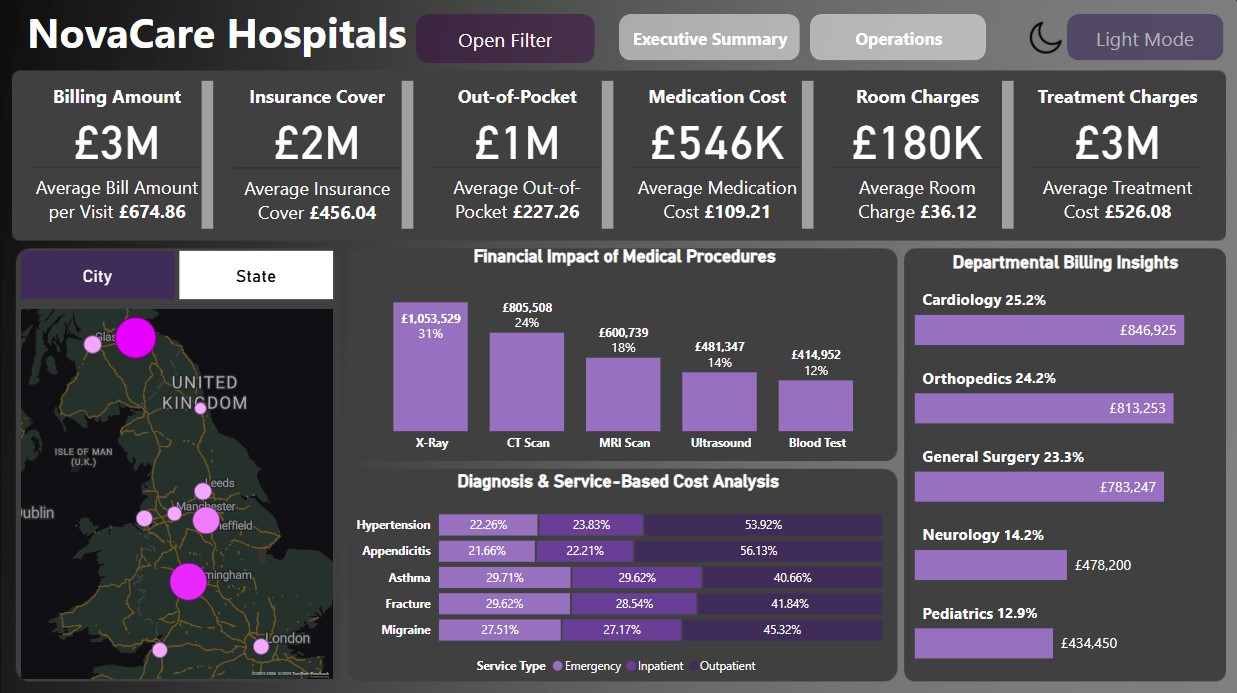 NovaCare Hospitals
Open Filter
Executive Summary
Operations
Light Mode
Billing Amount
£3M
Average Bill Amount
per Visit £674.86
Insurance Cover
£2M
Average Insurance
Cover £456.04
Out-of-Pocket
£1M
Average Out-of-
Pocket £227.26
Medication Cost
£546K
Average Medication
Cost £109.21
Room Charges
£180K
Average Room
Charge £36.12
Treatment Charges
£3M
Average Treatment
Cost £526.08
City
State
Glas
UNITED
KINGDOM
ISLE OF MAN
(U.K.)
Leeds
Manchester
ublin
heffield
mingham
London
Financial Impact of Medical Procedures
£1,053,529
31%
£805,508
24%
£600,739
18%
£481,347
14%
£414,952
12%
X-Ray
CT Scan
MRI Scan
Ultrasound
Blood Test
Diagnosis & Service-Based Cost Analysis
Hypertension 22.26% 23.83% 53.92%
Appendicitis 21.66% 22.21% 56.13%
Asthma 29.71% 29.62% 40.66%
Fracture 29.62% 28.54% 41.84%
Migraine 27.51% 27.17% 45.32%
Service Type Emergency Inpatient Outpatient
Departmental Billing Insights
Cardiology 25.2%
£846,925
Orthopedics 24.2%
£813,253
General Surgery 23.3%
£783,247
Neurology 14.2%
£478,200
Pediatrics 12.9%
£434,450